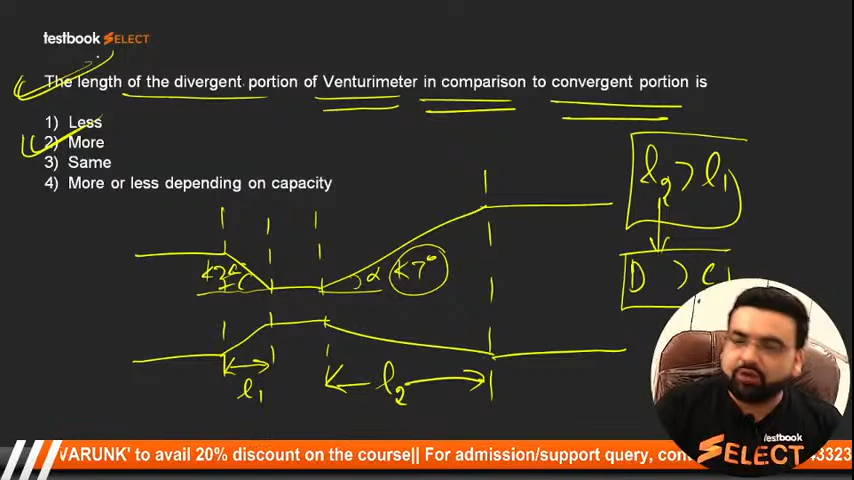 testbook SELECT
The length of the divergent portion of Venturimeter in comparison to convergent portion is
1) Less
2) More
3) Same
4) More or less depending on capacity
l₂ > l₁
α <7°
D > C
l₁
l₂
testbook
SELECT
VARUNK' to avail 20% discount on the course|| For admission/support query, con 43323